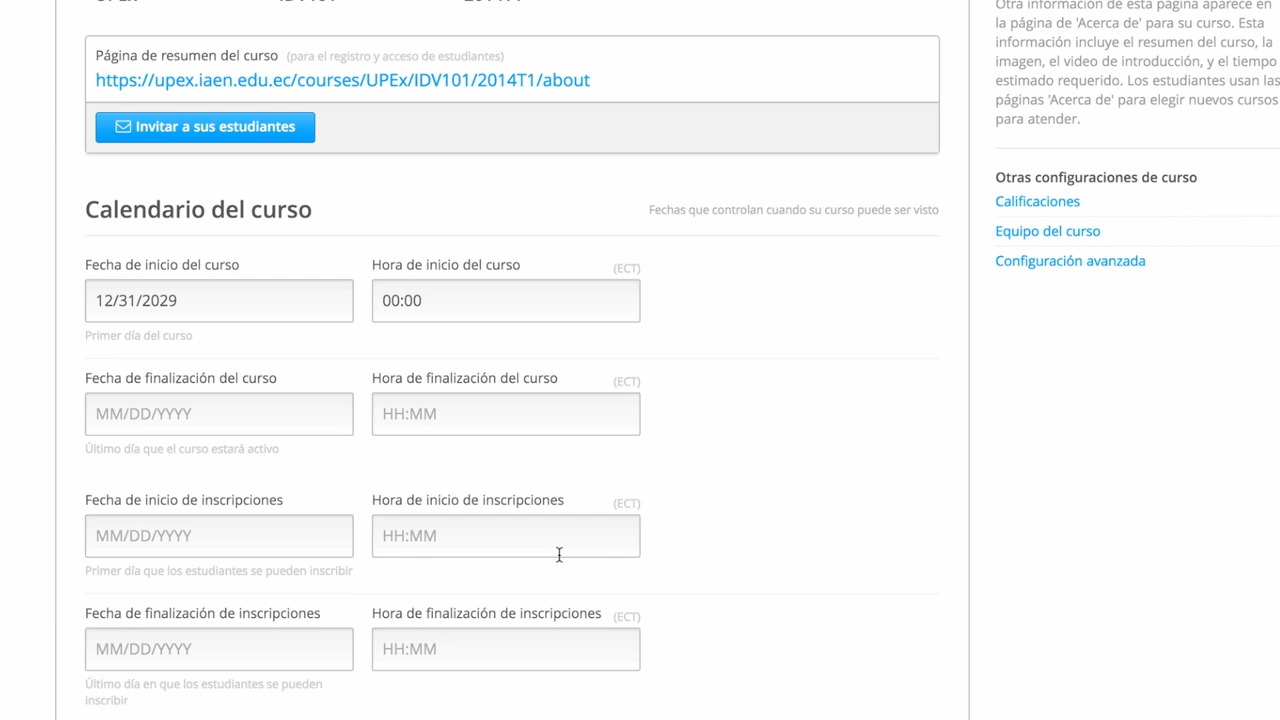 Página de resumen del curso (para el registro y acceso de estudiantes)
https://upex.iaen.edu.ec/courses/UPEx/IDV101/2014T1/about
Invitar a sus estudiantes
Calendario del curso
Fechas que controlan cuando su curso puede ser visto
Fecha de inicio del curso
Hora de inicio del curso (ECT)
12/31/2029
00:00
Primer día del curso
Fecha de finalización del curso
Hora de finalización del curso (ECT)
MM/DD/YYYY
HH:MM
Último día que el curso estará activo
Fecha de inicio de inscripciones
Hora de inicio de inscripciones (ECT)
MM/DD/YYYY
HH:MM
Primer día que los estudiantes se pueden inscribir
Fecha de finalización de inscripciones
Hora de finalización de inscripciones (ECT)
MM/DD/YYYY
HH:MM
Último día en que los estudiantes se pueden
inscribir
Otra información de esta página aparece en
la página de 'Acerca de' para su curso. Esta
información incluye el resumen del curso, la
imagen, el video de introducción, y el tiempo
estimado requerido. Los estudiantes usan las
páginas 'Acerca de' para elegir nuevos cursos
para atender.
Otras configuraciones de curso
Calificaciones
Equipo del curso
Configuración avanzada